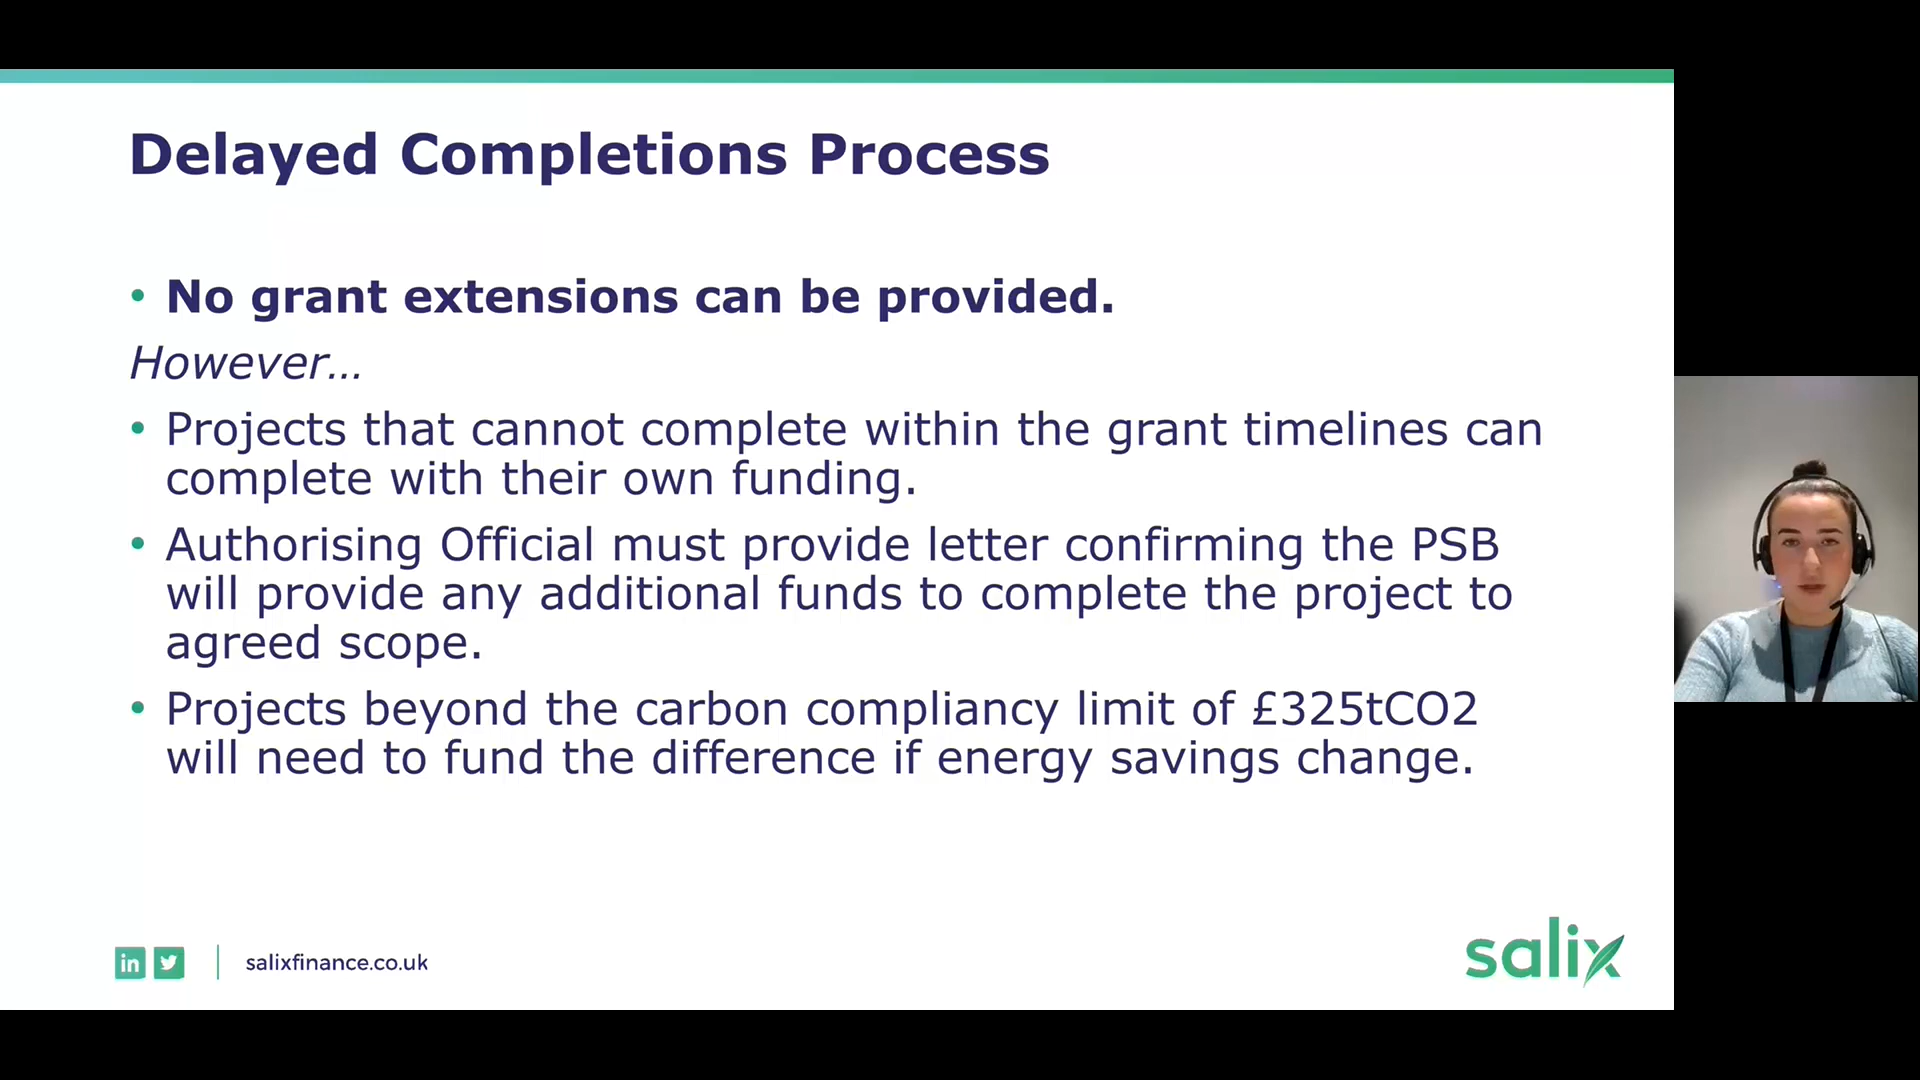 Delayed Completions Process
• No grant extensions can be provided.
However...
• Projects that cannot complete within the grant timelines can
complete with their own funding.
• Authorising Official must provide letter confirming the PSB
will provide any additional funds to complete the project to
agreed scope.
• Projects beyond the carbon compliancy limit of £325tCO2
will need to fund the difference if energy savings change.
in
salixfinance.co.uk
salix